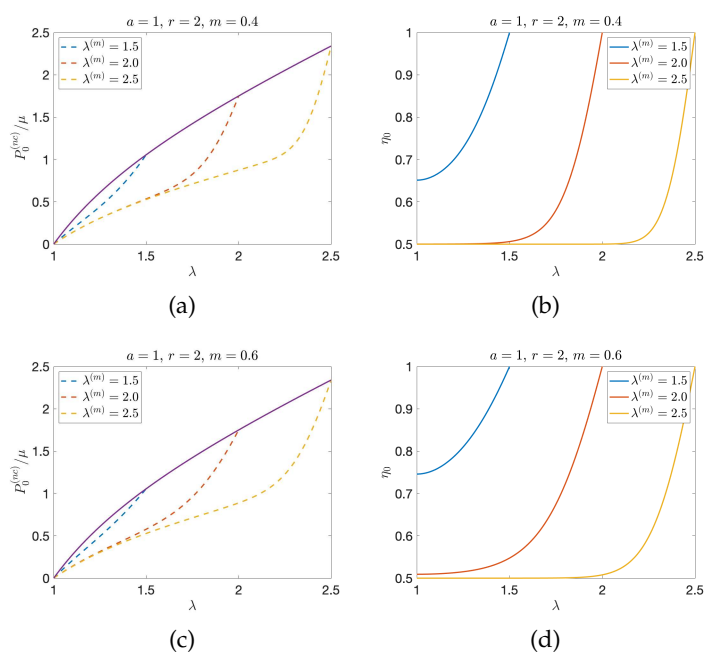 a = 1, r = 2, m = 0.4
P₀⁽ⁿᶜ⁾/μ
2.5
2
1.5
1
0.5
0
λ⁽ᵐ⁾ = 1.5
λ⁽ᵐ⁾ = 2.0
λ⁽ᵐ⁾ = 2.5
1 1.5 2 2.5
λ
(a)
a = 1, r = 2, m = 0.4
η₀
1
0.9
0.8
0.7
0.6
0.5
λ⁽ᵐ⁾ = 1.5
λ⁽ᵐ⁾ = 2.0
λ⁽ᵐ⁾ = 2.5
1 1.5 2 2.5
λ
(b)
a = 1, r = 2, m = 0.6
P₀⁽ⁿᶜ⁾/μ
2.5
2
1.5
1
0.5
0
λ⁽ᵐ⁾ = 1.5
λ⁽ᵐ⁾ = 2.0
λ⁽ᵐ⁾ = 2.5
1 1.5 2 2.5
λ
(c)
a = 1, r = 2, m = 0.6
η₀
1
0.9
0.8
0.7
0.6
0.5
λ⁽ᵐ⁾ = 1.5
λ⁽ᵐ⁾ = 2.0
λ⁽ᵐ⁾ = 2.5
1 1.5 2 2.5
λ
(d)